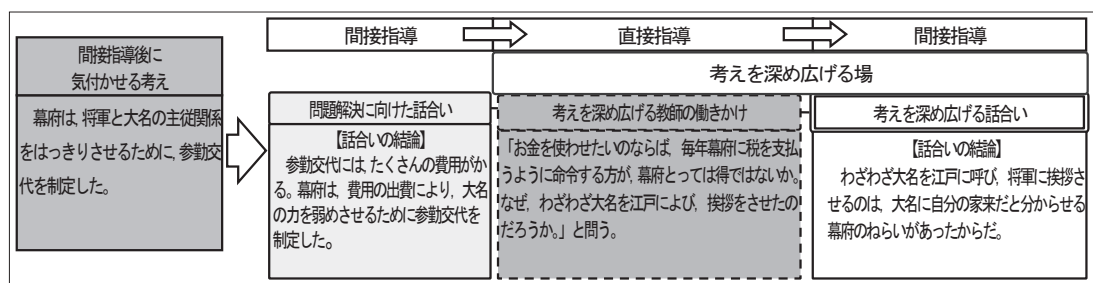 間接指導
直接指導
間接指導
考えを深め広げる場
間接指導後に
気付かせる考え
幕府は,将軍と大名の主従関係
をはっきりさせるために,参勤交
代を制定した。
問題解決に向けた話合い
【話合いの結論】
参勤交代には,たくさんの費用がか
る。幕府は,費用の出費により,大名
の力を弱めさせるために参勤交代を
制定した。
考えを深め広げる教師の働きかけ
「お金を使わせたいのならば,毎年幕府に税を支払
うように命令する方が,幕府とっては得ではないか。
なぜ,わざわざ大名を江戸によび,挨拶をさせたの
だろうか。」と問う。
考えを深め広げる話合い
【話合いの結論】
わざわざ大名を江戸に呼び,将軍に挨拶さ
せるのは,大名に自分の家来だと分からせる
幕府のねらいがあったからだ。